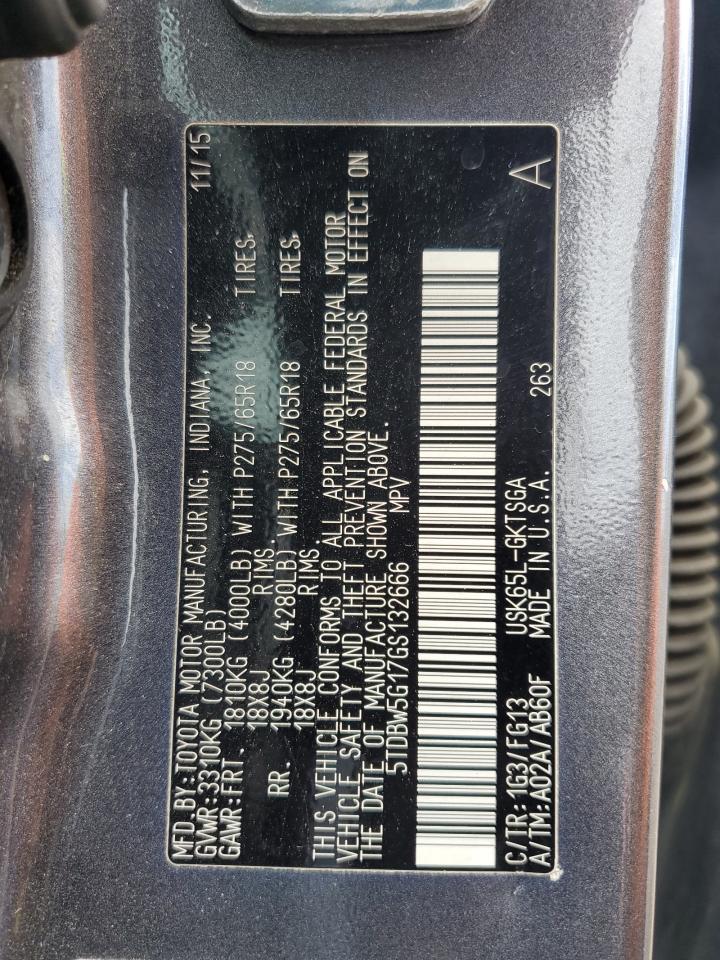 MFD.BY:TOYOTA MOTOR MANUFACTURING, INDIANA, INC. 11/15
GVWR:3310KG (7300LB)
GAWR:FRT. 1810KG (4000LB) WITH P275/65R18 TIRES,
18X8J RIMS.
RR. 1940KG (4280LB) WITH P275/65R18 TIRES,
18X8J RIMS.
THIS VEHICLE CONFORMS TO ALL APPLICABLE FEDERAL MOTOR
VEHICLE SAFETY AND THEFT PREVENTION STANDARDS IN EFFECT ON
THE DATE OF MANUFACTURE SHOWN ABOVE.
5TDBW5G17GS132666 MPV
A
C/TR:1G3/FG13 USK65L-GKTSGA
A/TM:A02A/AB60F MADE IN U.S.A. 263